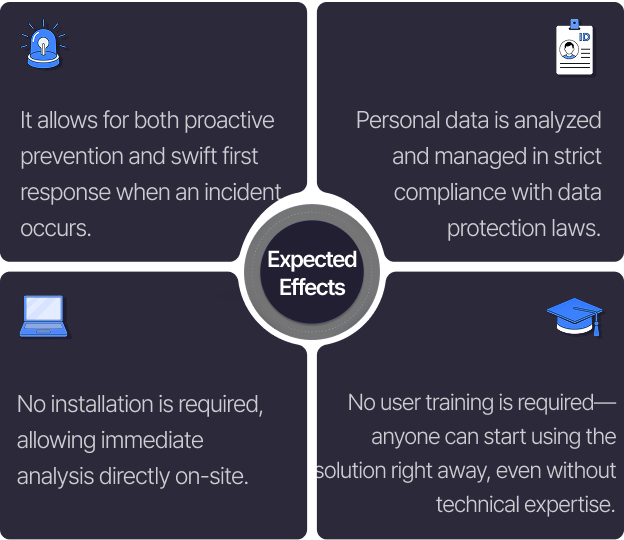 It allows for both proactive
prevention and swift first
response when an incident
occurs.
ID
Personal data is analyzed
and managed in strict
compliance with data
protection laws.
Expected
Effects
No installation is required,
allowing immediate
analysis directly on-site.
No user training is required—
anyone can start using the
solution right away, even without
technical expertise.